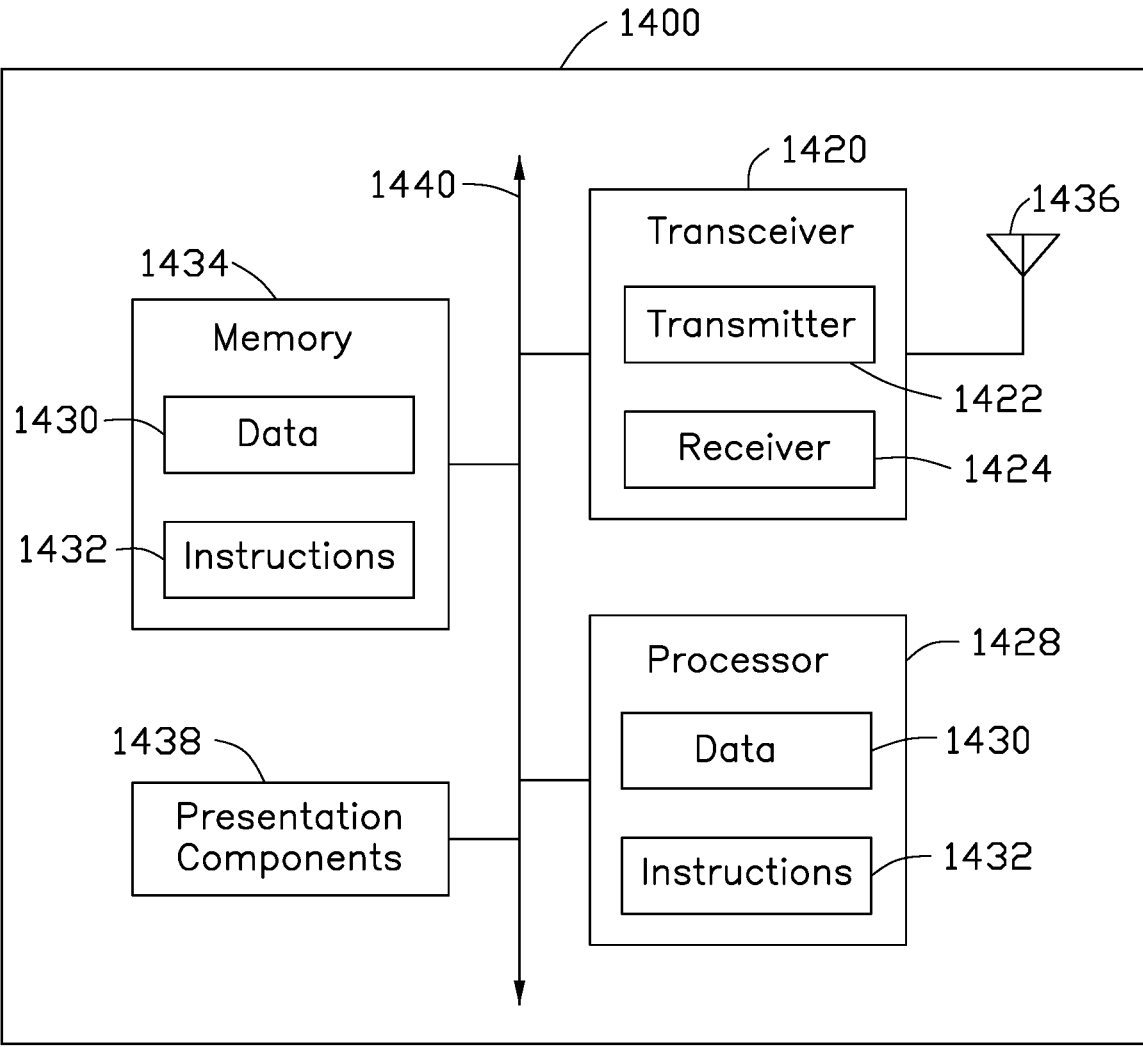 1400
1440
1420
Transceiver
Transmitter
1422
Receiver
1424
1436
1434
Memory
1430
Data
1432
Instructions
Processor
1428
Data
1430
Instructions
1432
1438
Presentation
Components